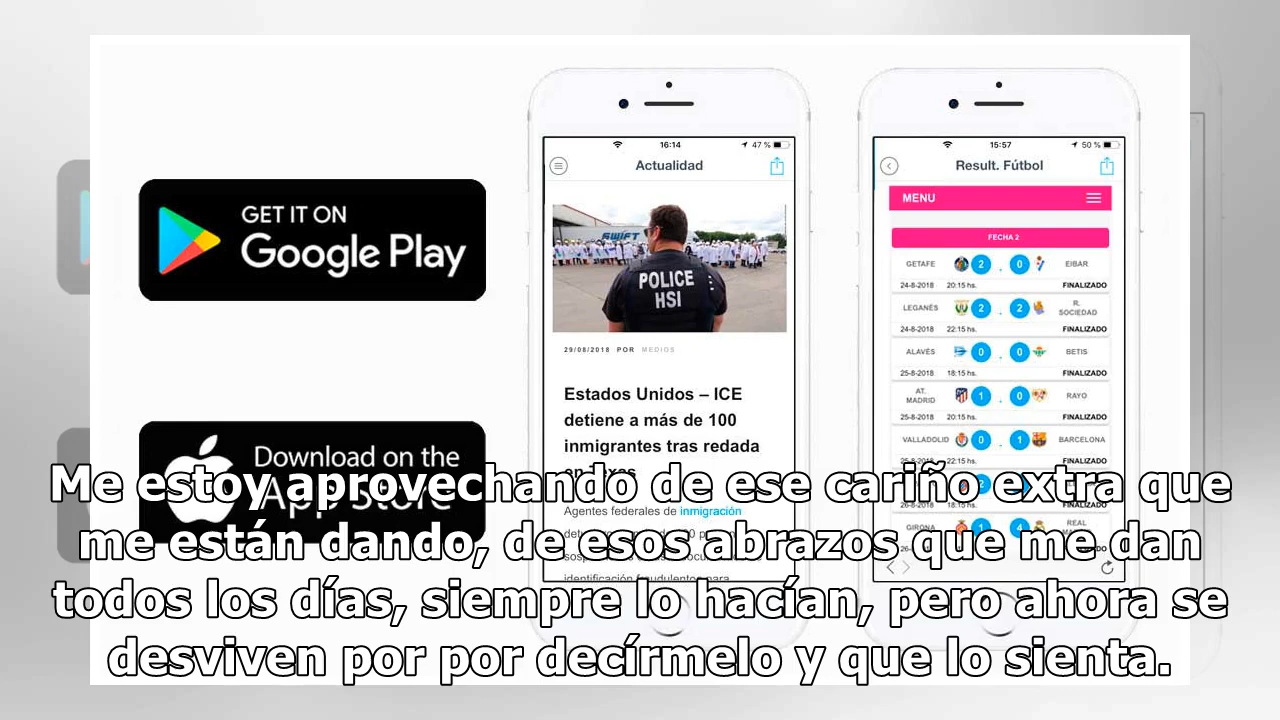 GET IT ON
Google Play
Download on the
App Store
16:14
47 %
Actualidad
POLICE
HSI
29/08/2018 POR MEDIOS
Estados Unidos – ICE
detiene a más de 100
inmigrantes tras redada
Agentes federales de inmigración
15:57
50 %
Result. Fútbol
MENU
FECHA 2
GETAFE 2 . 0 EIBAR
24-8-2018 20:15 hs. FINALIZADO
LEGANÉS 2 . 2 R. SOCIEDAD
24-8-2018 22:15 hs. FINALIZADO
ALAVÉS 0 . 0 BETIS
25-8-2018 18:15 hs. FINALIZADO
AT. MADRID 1 . 0 RAYO
25-8-2018 20:15 hs. FINALIZADO
VALLADOLID 0 . 1 BARCELONA
22:15 hs. FINALIZADO
GIRONA 1 4 REAL
Me estoy aprovechando de ese cariño extra que
me están dando, de esos abrazos que me dan
todos los días, siempre lo hacían, pero ahora se
desviven por por decírmelo y que lo sienta.